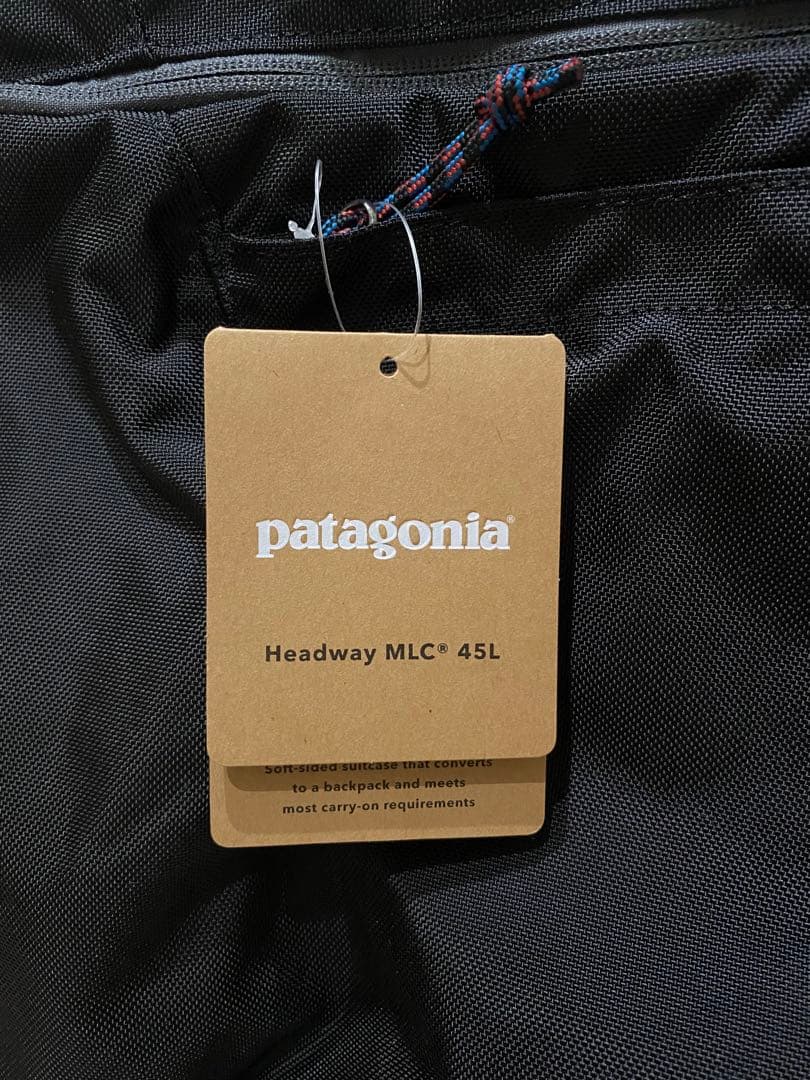 patagonia®
Headway MLC® 45L
Soft-sided suitcase that converts
to a backpack and meets
most carry-on requirements